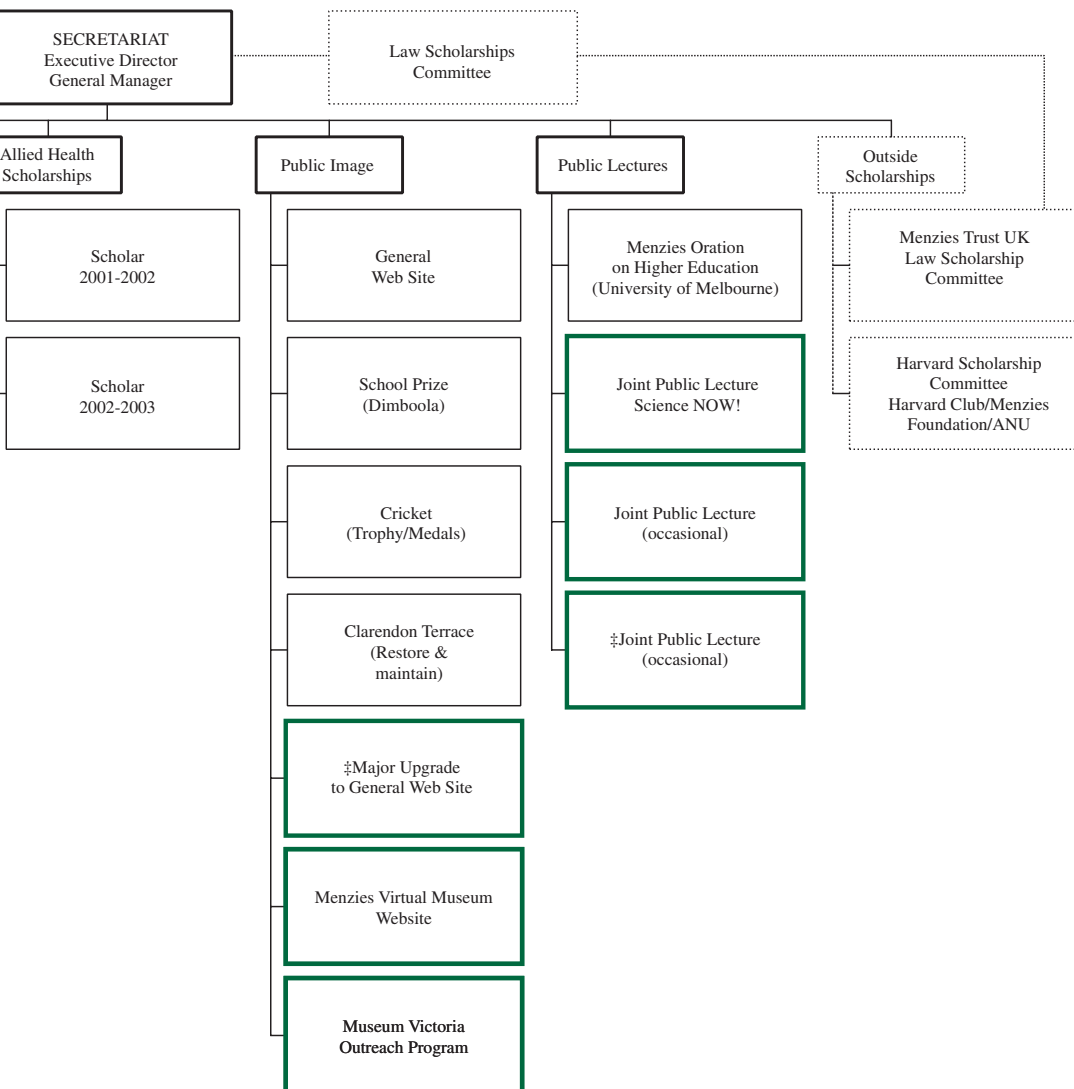 SECRETARIAT
Executive Director
General Manager
Law Scholarships
Committee
Allied Health
Scholarships
Public Image
Public Lectures
Outside
Scholarships
Scholar
2001-2002
Scholar
2002-2003
General
Web Site
School Prize
(Dimboola)
Cricket
(Trophy/Medals)
Clarendon Terrace
(Restore &
maintain)
‡Major Upgrade
to General Web Site
Menzies Virtual Museum
Website
Museum Victoria
Outreach Program
Menzies Oration
on Higher Education
(University of Melbourne)
Joint Public Lecture
Science NOW!
Joint Public Lecture
(occasional)
‡Joint Public Lecture
(occasional)
Menzies Trust UK
Law Scholarship
Committee
Harvard Scholarship
Committee
Harvard Club/Menzies
Foundation/ANU